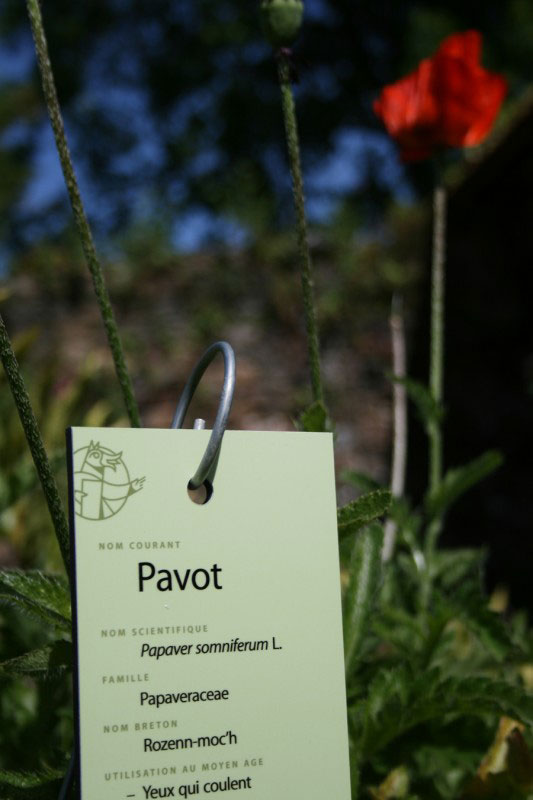 NOM COURANT
Pavot
NOM SCIENTIFIQUE
Papaver somniferum L.
FAMILLE
Papaveraceae
NOM BRETON
Rozenn-moc'h
UTILISATION AU MOYEN AGE
– Yeux qui coulent